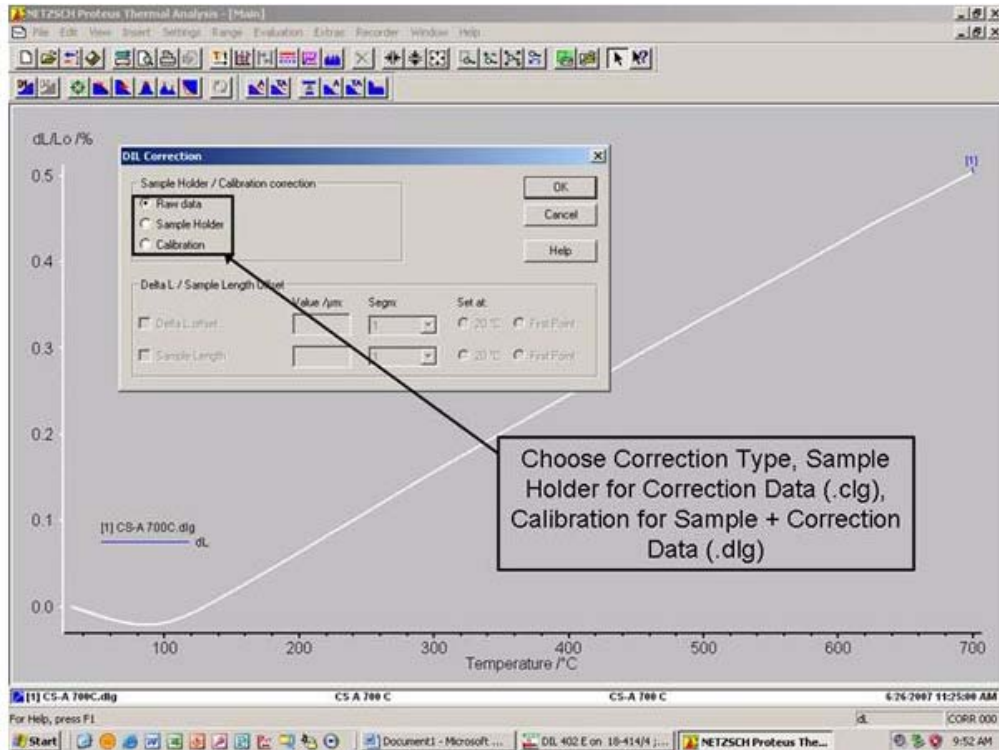 NETZSCH Proteus Thermal Analysis - [Main]
File Edit View Insert Settings Range Evaluation Extras Recorder Window Help
dL/Lo /%
[1]
0.5
0.4
0.3
0.2
0.1
0.0
DIL Correction
Sample Holder / Calibration correction
Raw data
Sample Holder
Calibration
OK
Cancel
Help
Delta L / Sample Length Offset
Value /µm: Segm: Set at:
Delta L offset 1 20 °C First Point
Sample Length 1 20 °C First Point
Choose Correction Type, Sample
Holder for Correction Data (.clg),
Calibration for Sample + Correction
Data (.dlg)
[1] CS-A 700C.dlg
dL
100 200 300 400 500 600 700
Temperature /°C
[1] CS-A 700C.dlg CS A 700 C CS-A 700 C 6/26/2007 11:25:00 AM
For Help, press F1 dL CORR 000
Start Document1 - Microsoft ... DIL 402 E on 18-414/4 ; ... NETZSCH Proteus The... 9:52 AM